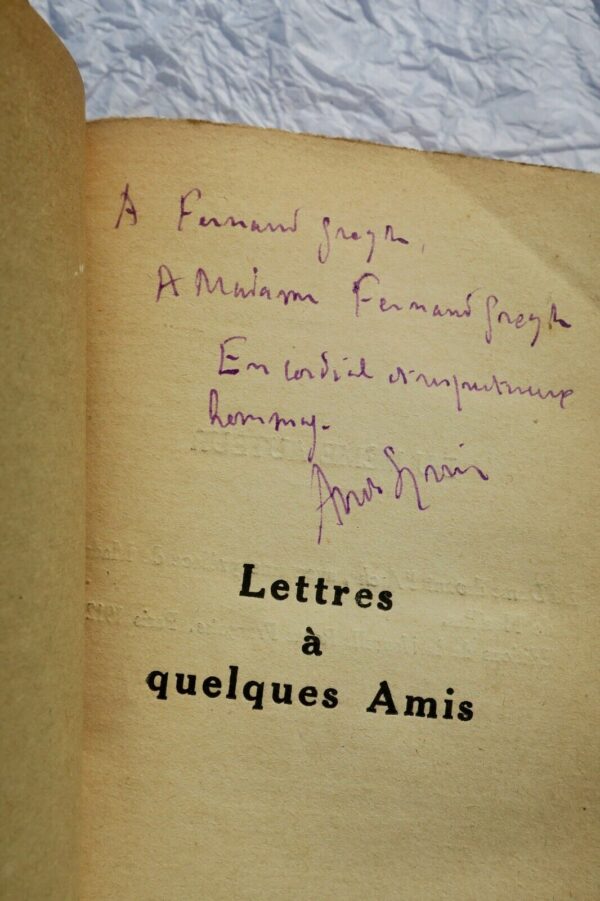 A Fernand Gregh,
A Madame Fernand Gregh
En cordial et respectueux
hommage
Lettres
à
quelques Amis